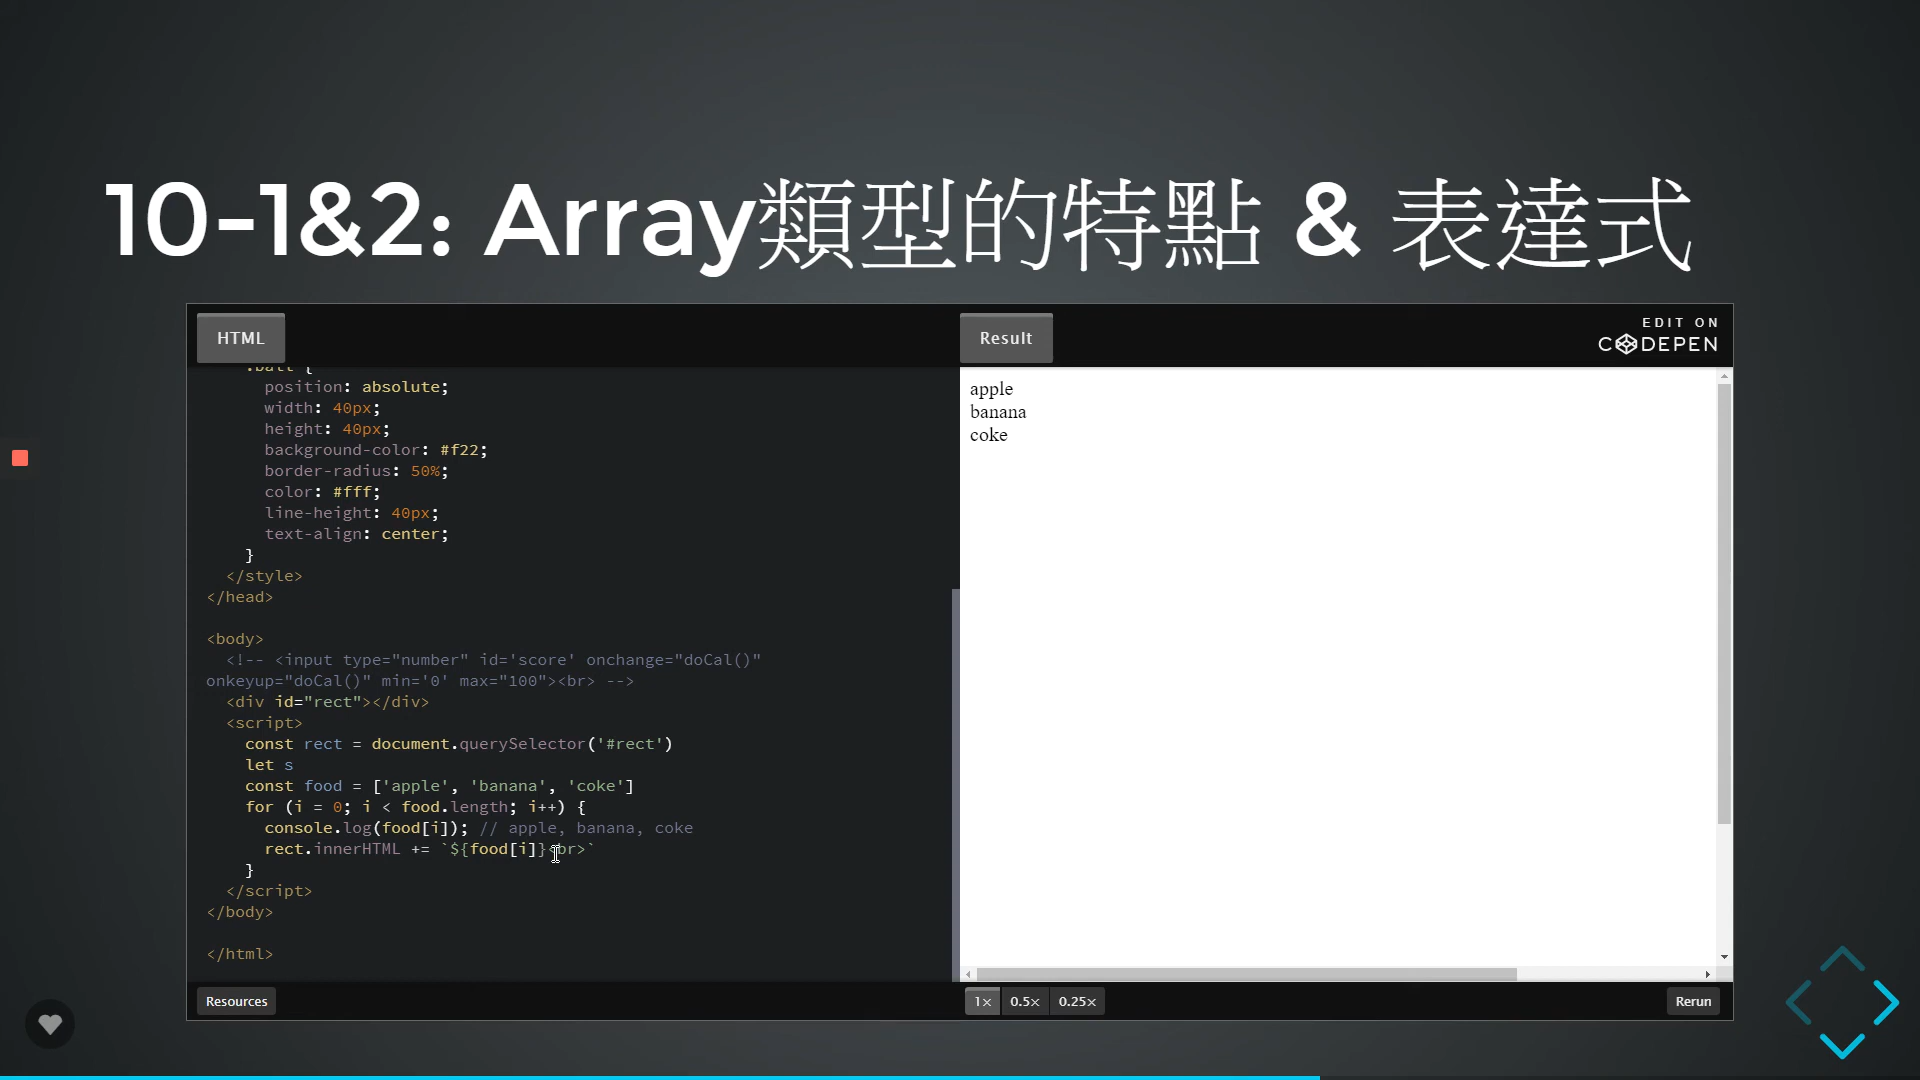 10-1&2: Array類型的特點 & 表達式
HTML
Result
EDIT ON
CODEPEN
.ball {
position: absolute;
width: 40px;
height: 40px;
background-color: #f22;
border-radius: 50%;
color: #fff;
line-height: 40px;
text-align: center;
}
</style>
</head>
<body>
<!-- <input type="number" id='score' onchange="doCal()"
onkeyup="doCal()" min='0' max="100"><br> -->
<div id="rect"></div>
<script>
const rect = document.querySelector('#rect')
let s
const food = ['apple', 'banana', 'coke']
for (i = 0; i < food.length; i++) {
console.log(food[i]); // apple, banana, coke
rect.innerHTML += `${food[i]}<br>`
}
</script>
</body>
</html>
apple
banana
coke
Resources
1×
0.5×
0.25×
Rerun